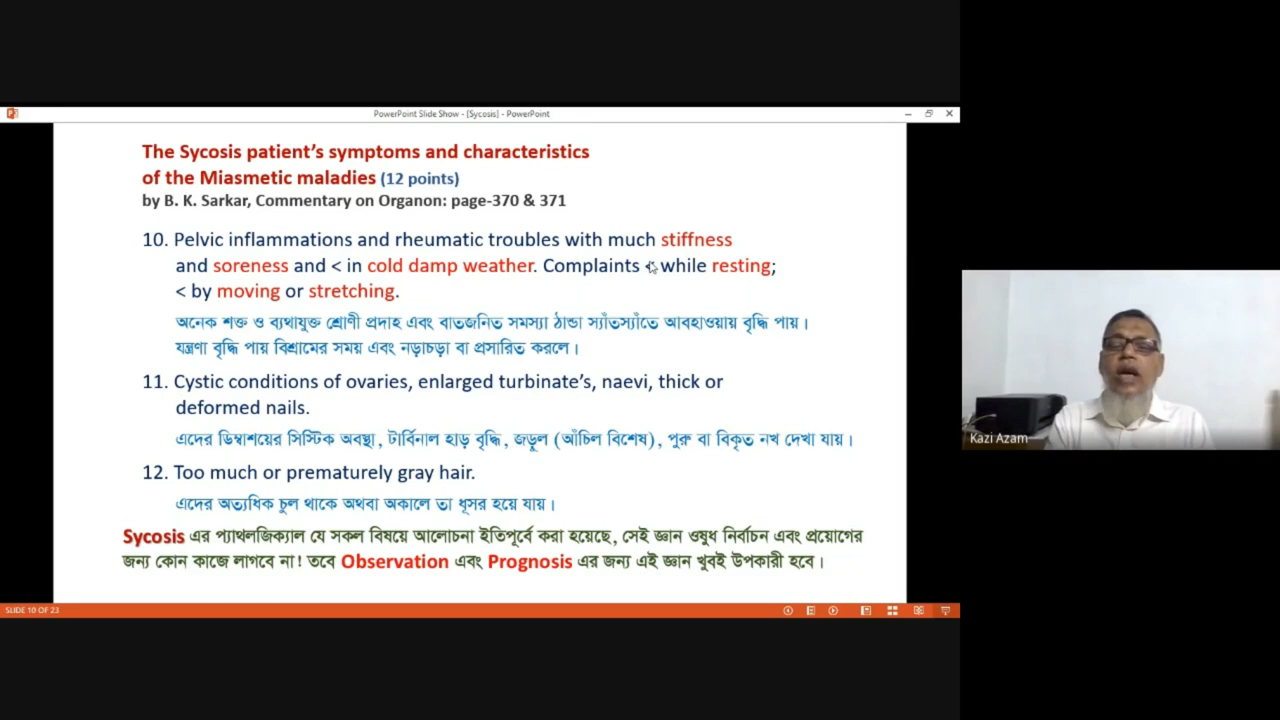 PowerPoint Slide Show - [Sycosis] - PowerPoint
The Sycosis patient's symptoms and characteristics
of the Miasmetic maladies (12 points)
by B. K. Sarkar, Commentary on Organon: page-370 & 371
10. Pelvic inflammations and rheumatic troubles with much stiffness
and soreness and < in cold damp weather. Complaints < while resting;
< by moving or stretching.
অনেক শক্ত ও ব্যথাযুক্ত শ্রোণী প্রদাহ এবং বাতজনিত সমস্যা ঠান্ডা স্যাঁতস্যাঁতে আবহাওয়ায় বৃদ্ধি পায়।
যন্ত্রণা বৃদ্ধি পায় বিশ্রামের সময় এবং নড়াচড়া বা প্রসারিত করলে।
11. Cystic conditions of ovaries, enlarged turbinate's, naevi, thick or
deformed nails.
এদের ডিম্বাশয়ের সিস্টিক অবস্থা, টার্বিনাল হাড় বৃদ্ধি, জড়ুল (আঁচিল বিশেষ), পুরু বা বিকৃত নখ দেখা যায়।
12. Too much or prematurely gray hair.
এদের অত্যধিক চুল থাকে অথবা অকালে তা ধূসর হয়ে যায়।
Sycosis এর প্যাথলজিক্যাল যে সকল বিষয়ে আলোচনা ইতিপূর্বে করা হয়েছে, সেই জ্ঞান ওষুধ নির্বাচন এবং প্রয়োগের
জন্য কোন কাজে লাগবে না! তবে Observation এবং Prognosis এর জন্য এই জ্ঞান খুবই উপকারী হবে।
SLIDE 10 OF 23
Kazi Azam